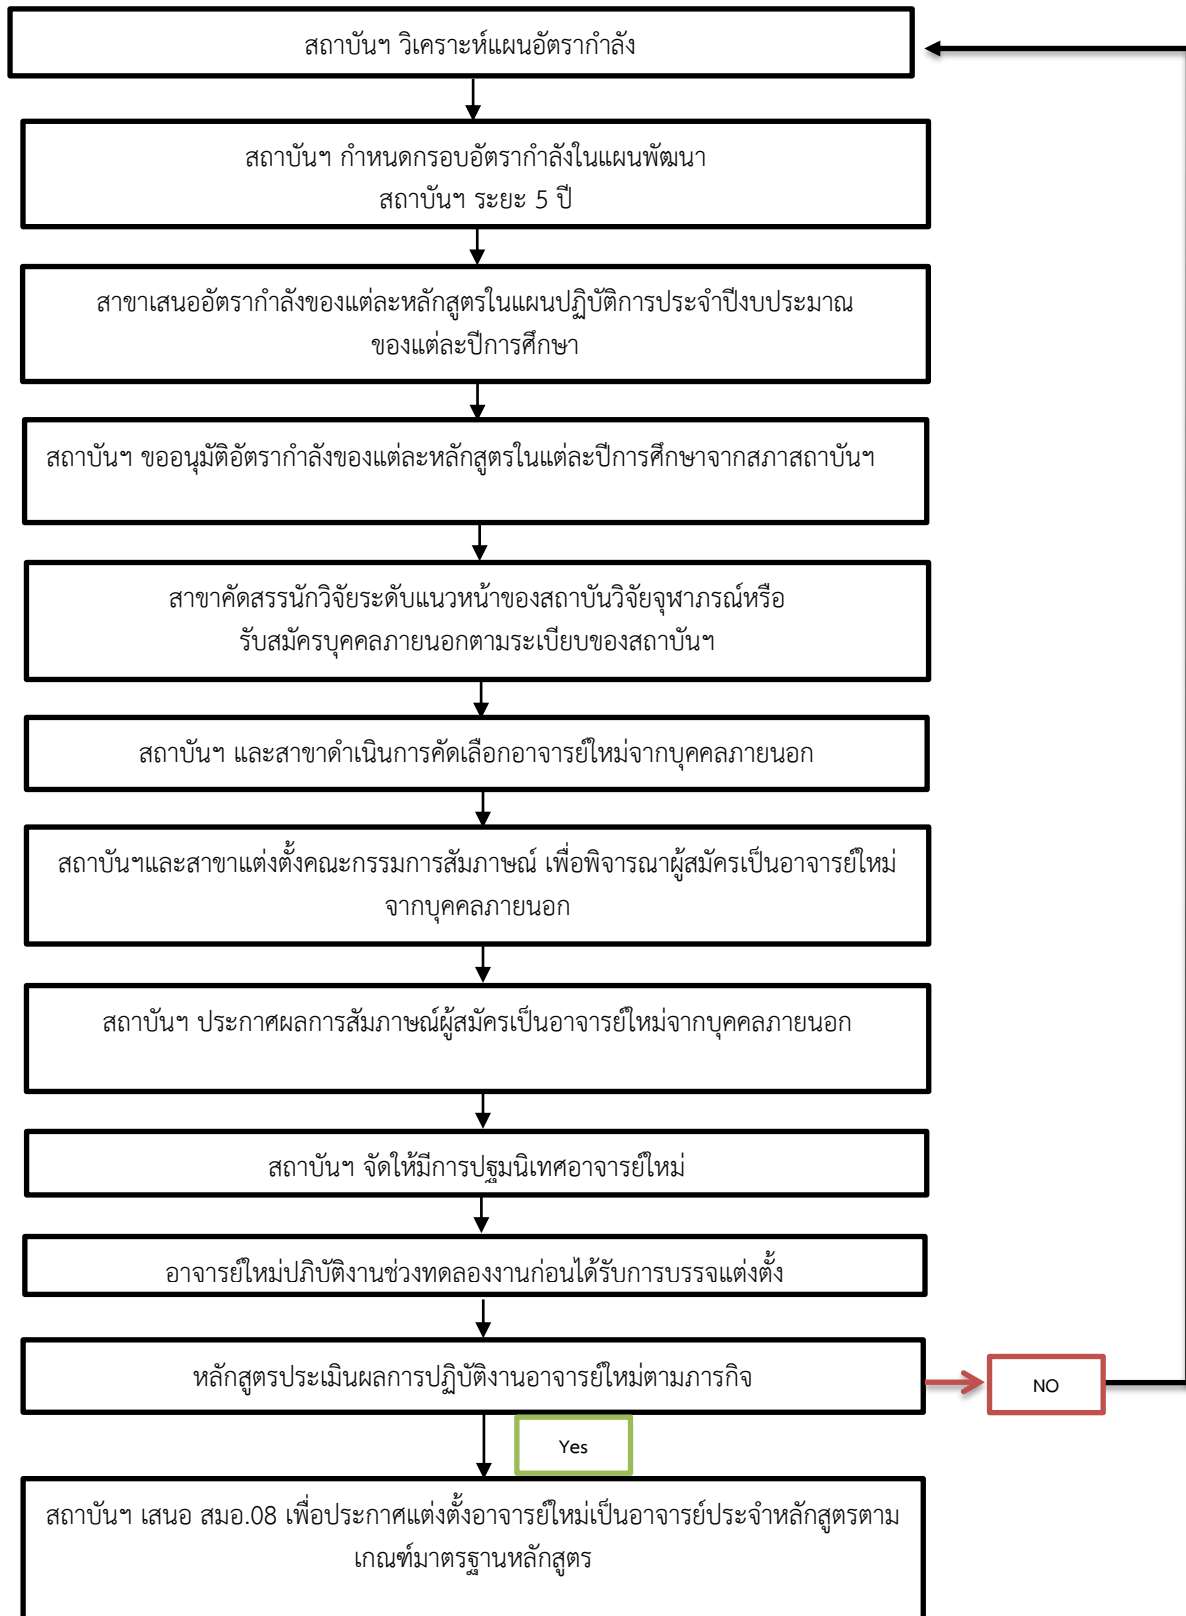 สถาบันฯ วิเคราะห์แผนอัตรากำลัง
สถาบันฯ กำหนดกรอบอัตรากำลังในแผนพัฒนา
สถาบันฯ ระยะ 5 ปี
สาขาเสนออัตรากำลังของแต่ละหลักสูตรในแผนปฏิบัติการประจำปีงบประมาณ
ของแต่ละปีการศึกษา
สถาบันฯ ขออนุมัติอัตรากำลังของแต่ละหลักสูตรในแต่ละปีการศึกษาจากสภาสถาบันฯ
สาขาคัดสรรนักวิจัยระดับแนวหน้าของสถาบันวิจัยจุฬาภรณ์หรือ
รับสมัครบุคคลภายนอกตามระเบียบของสถาบันฯ
สถาบันฯ และสาขาดำเนินการคัดเลือกอาจารย์ใหม่จากบุคคลภายนอก
สถาบันฯและสาขาแต่งตั้งคณะกรรมการสัมภาษณ์ เพื่อพิจารณาผู้สมัครเป็นอาจารย์ใหม่
จากบุคคลภายนอก
สถาบันฯ ประกาศผลการสัมภาษณ์ผู้สมัครเป็นอาจารย์ใหม่จากบุคคลภายนอก
สถาบันฯ จัดให้มีการปฐมนิเทศอาจารย์ใหม่
อาจารย์ใหม่ปภิบัติงานช่วงทดลองงานก่อนได้รับการบรรจุแต่งตั้ง
หลักสูตรประเมินผลการปฏิบัติงานอาจารย์ใหม่ตามภารกิจ
NO
Yes
สถาบันฯ เสนอ สมอ.08 เพื่อประกาศแต่งตั้งอาจารย์ใหม่เป็นอาจารย์ประจำหลักสูตรตาม
เกณฑ์มาตรฐานหลักสูตร